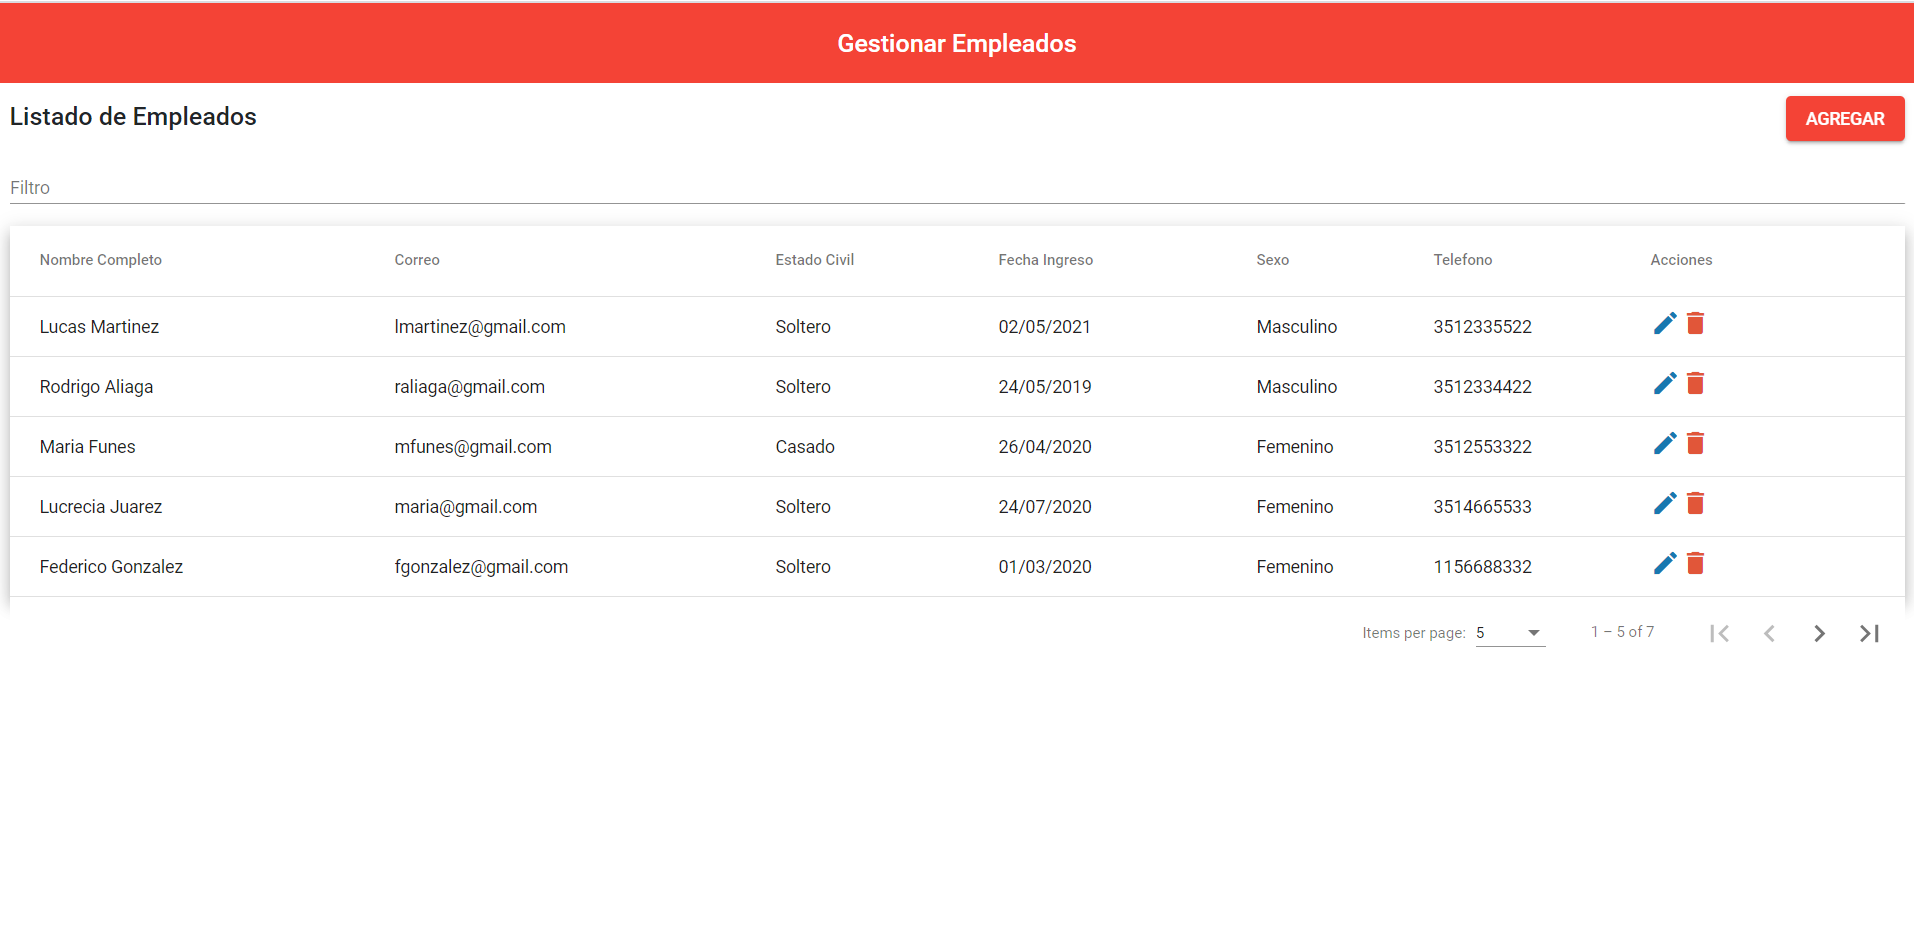 Gestionar Empleados
Listado de Empleados
AGREGAR
Filtro
Nombre Completo Correo Estado Civil Fecha Ingreso Sexo Telefono Acciones
Lucas Martinez lmartinez@gmail.com Soltero 02/05/2021 Masculino 3512335522
Rodrigo Aliaga raliaga@gmail.com Soltero 24/05/2019 Masculino 3512334422
Maria Funes mfunes@gmail.com Casado 26/04/2020 Femenino 3512553322
Lucrecia Juarez maria@gmail.com Soltero 24/07/2020 Femenino 3514665533
Federico Gonzalez fgonzalez@gmail.com Soltero 01/03/2020 Femenino 1156688332
Items per page: 5 1 – 5 of 7